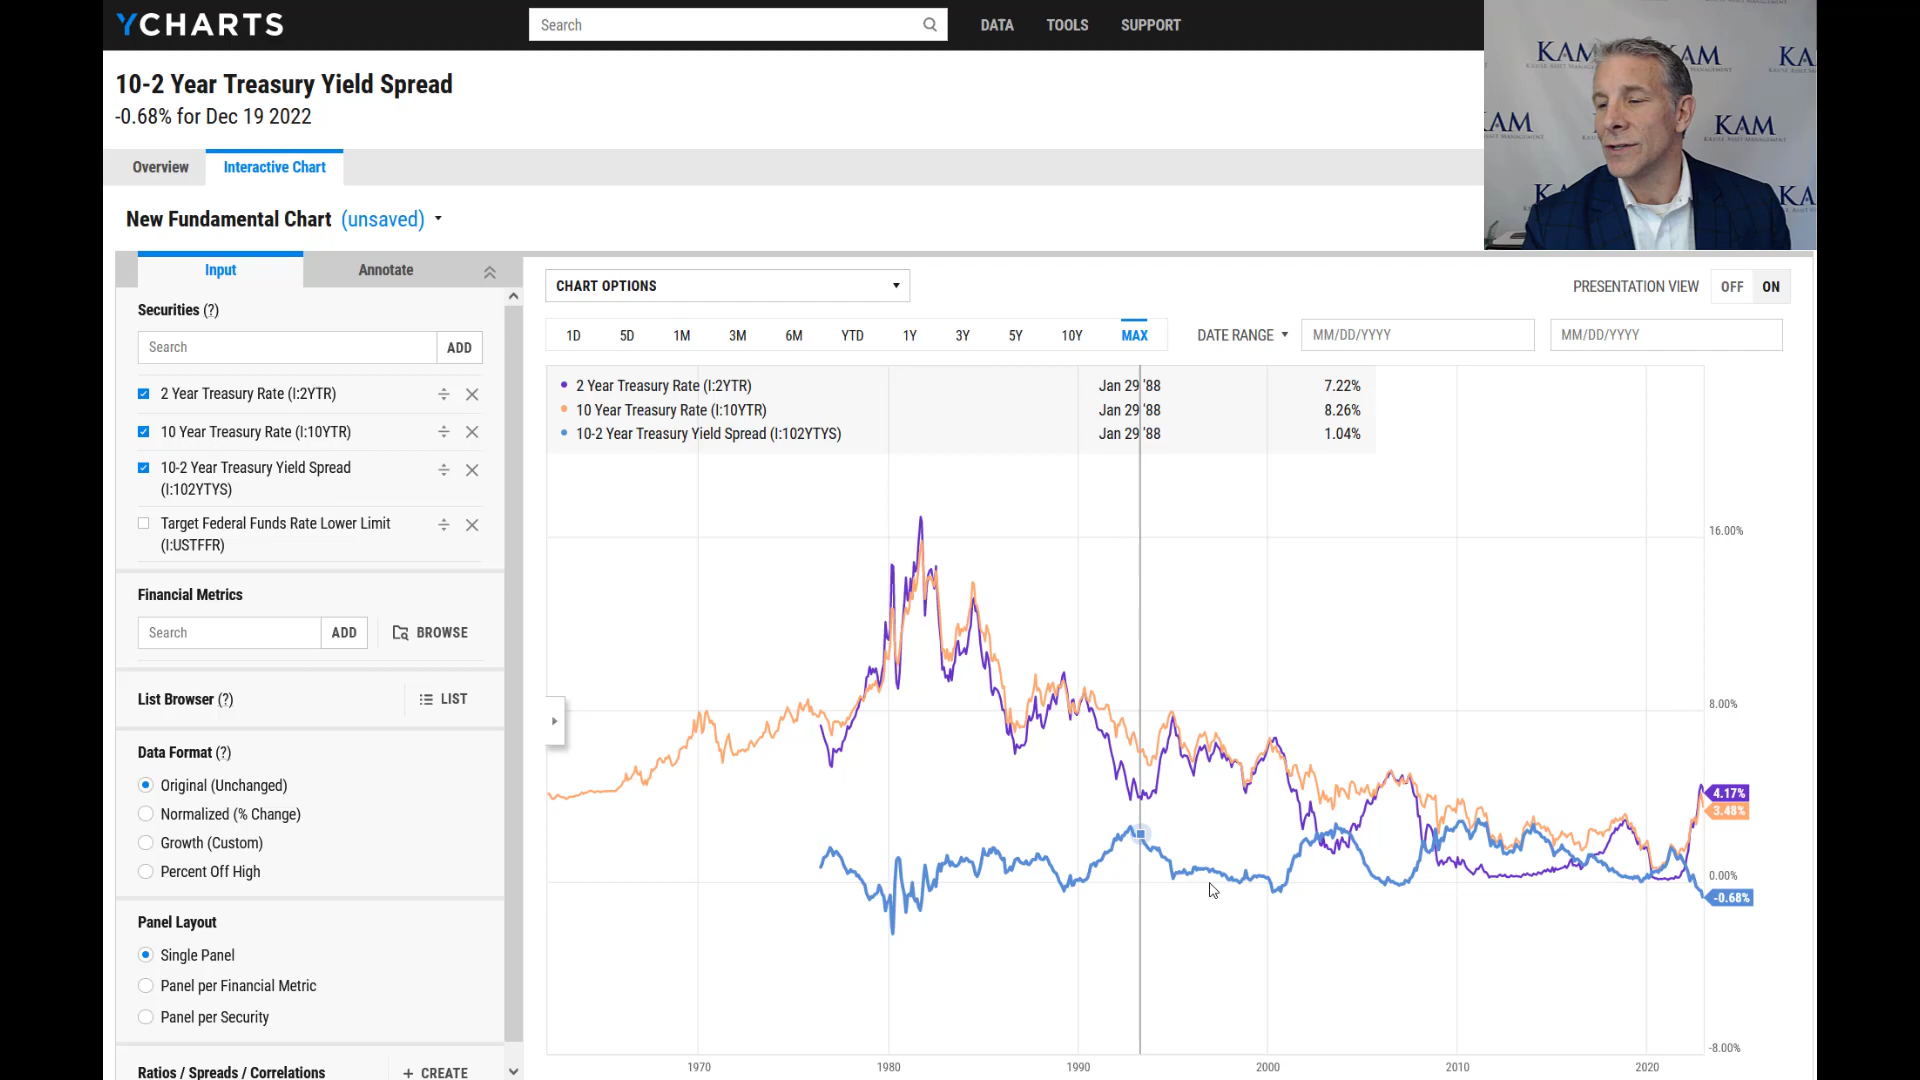 YCHARTS
Search
DATA
TOOLS
SUPPORT
10-2 Year Treasury Yield Spread
-0.68% for Dec 19 2022
Overview
Interactive Chart
New Fundamental Chart (unsaved)
Input
Annotate
Securities (?)
Search
ADD
2 Year Treasury Rate (I:2YTR)
10 Year Treasury Rate (I:10YTR)
10-2 Year Treasury Yield Spread
(I:102YTYS)
Target Federal Funds Rate Lower Limit
(I:USTFFR)
Financial Metrics
Search
ADD
BROWSE
List Browser (?)
LIST
Data Format (?)
Original (Unchanged)
Normalized (% Change)
Growth (Custom)
Percent Off High
Panel Layout
Single Panel
Panel per Financial Metric
Panel per Security
Ratios / Spreads / Correlations
+ CREATE
CHART OPTIONS
PRESENTATION VIEW
OFF
ON
1D 5D 1M 3M 6M YTD 1Y 3Y 5Y 10Y MAX
DATE RANGE
MM/DD/YYYY
MM/DD/YYYY
2 Year Treasury Rate (I:2YTR) Jan 29 '88 7.22%
10 Year Treasury Rate (I:10YTR) Jan 29 '88 8.26%
10-2 Year Treasury Yield Spread (I:102YTYS) Jan 29 '88 1.04%
16.00%
8.00%
4.17%
3.48%
0.00%
-0.68%
-8.00%
1970 1980 1990 2000 2010 2020
KAM
KAM
KAM